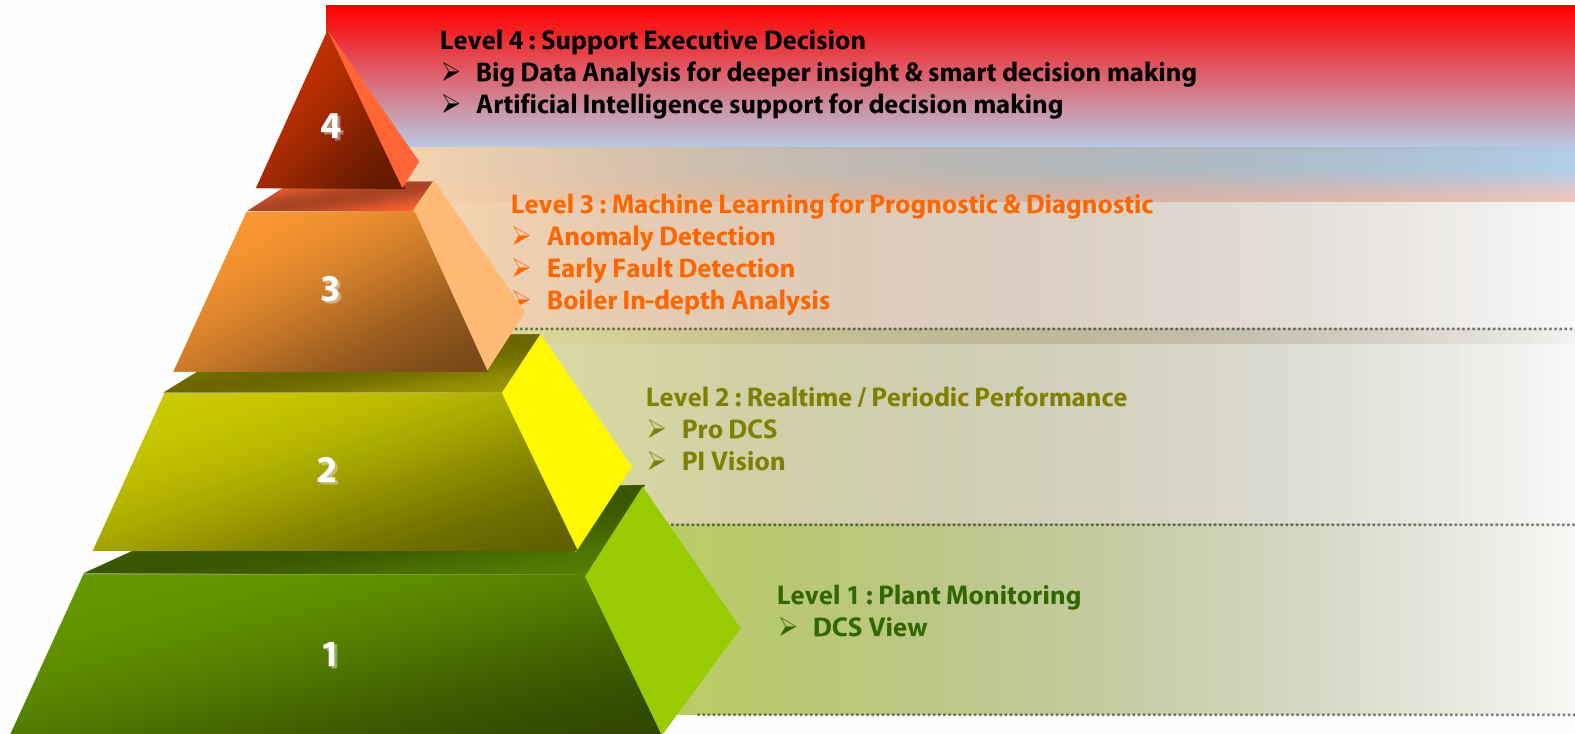 Level 4 : Support Executive Decision
➢ Big Data Analysis for deeper insight & smart decision making
➢ Artificial Intelligence support for decision making
4
Level 3 : Machine Learning for Prognostic & Diagnostic
➢ Anomaly Detection
➢ Early Fault Detection
➢ Boiler In-depth Analysis
3
Level 2 : Realtime / Periodic Performance
➢ Pro DCS
➢ PI Vision
2
Level 1 : Plant Monitoring
➢ DCS View
1